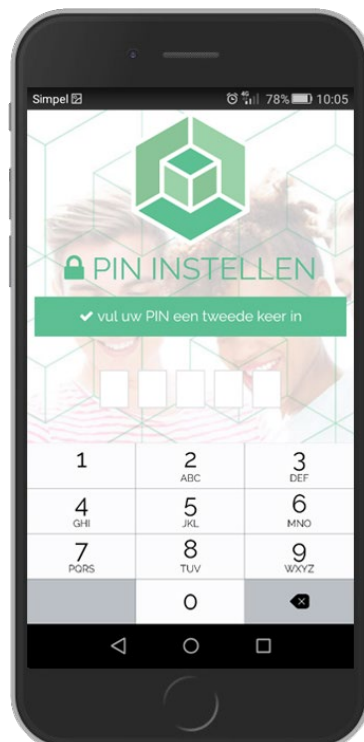 Simpel 4G 78% 10:05
PIN INSTELLEN
vul uw PIN een tweede keer in
1 2 3
ABC DEF
4 5 6
GHI JKL MNO
7 8 9
PQRS TUV WXYZ
0